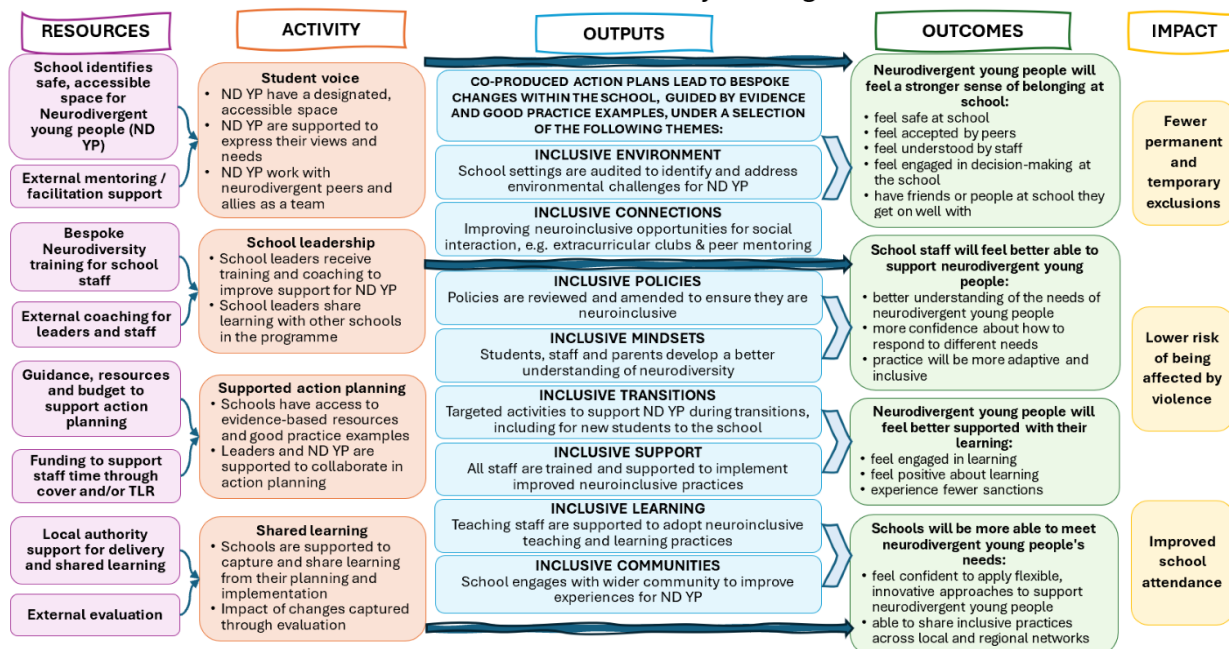 RESOURCES
School identifies
safe, accessible
space for
Neurodivergent
young people (ND
YP)
External mentoring /
facilitation support
Bespoke
Neurodiversity
training for school
staff
External coaching for
leaders and staff
Guidance, resources
and budget to
support action
planning
Funding to support
staff time through
cover and/or TLR
Local authority
support for delivery
and shared learning
External evaluation
ACTIVITY
Student voice
• ND YP have a designated,
accessible space
• ND YP are supported to
express their views and
needs
• ND YP work with
neurodivergent peers and
allies as a team
School leadership
• School leaders receive
training and coaching to
improve support for ND YP
• School leaders share
learning with other schools
in the programme
Supported action planning
• Schools have access to
evidence-based resources
and good practice examples
• Leaders and ND YP are
supported to collaborate in
action planning
Shared learning
• Schools are supported to
capture and share learning
from their planning and
implementation
• Impact of changes captured
through evaluation
OUTPUTS
CO-PRODUCED ACTION PLANS LEAD TO BESPOKE
CHANGES WITHIN THE SCHOOL, GUIDED BY EVIDENCE
AND GOOD PRACTICE EXAMPLES, UNDER A SELECTION
OF THE FOLLOWING THEMES:
INCLUSIVE ENVIRONMENT
School settings are audited to identify and address
environmental challenges for ND YP
INCLUSIVE CONNECTIONS
Improving neuroinclusive opportunities for social
interaction, e.g. extracurricular clubs & peer mentoring
INCLUSIVE POLICIES
Policies are reviewed and amended to ensure they are
neuroinclusive
INCLUSIVE MINDSETS
Students, staff and parents develop a better
understanding of neurodiversity
INCLUSIVE TRANSITIONS
Targeted activities to support ND YP during transitions,
including for new students to the school
INCLUSIVE SUPPORT
All staff are trained and supported to implement
improved neuroinclusive practices
INCLUSIVE LEARNING
Teaching staff are supported to adopt neuroinclusive
teaching and learning practices
INCLUSIVE COMMUNITIES
School engages with wider community to improve
experiences for ND YP
OUTCOMES
Neurodivergent young people will
feel a stronger sense of belonging at
school:
• feel safe at school
• feel accepted by peers
• feel understood by staff
• feel engaged in decision-making at
the school
• have friends or people at school they
get on well with
School staff will feel better able to
support neurodivergent young
people:
• better understanding of the needs of
neurodivergent young people
• more confidence about how to
respond to different needs
• practice will be more adaptive and
inclusive
Neurodivergent young people will
feel better supported with their
learning:
• feel engaged in learning
• feel positive about learning
• experience fewer sanctions
Schools will be more able to meet
neurodivergent young people's
needs:
• feel confident to apply flexible,
innovative approaches to support
neurodivergent young people
• able to share inclusive practices
across local and regional networks
IMPACT
Fewer
permanent
and
temporary
exclusions
Lower risk
of being
affected by
violence
Improved
school
attendance